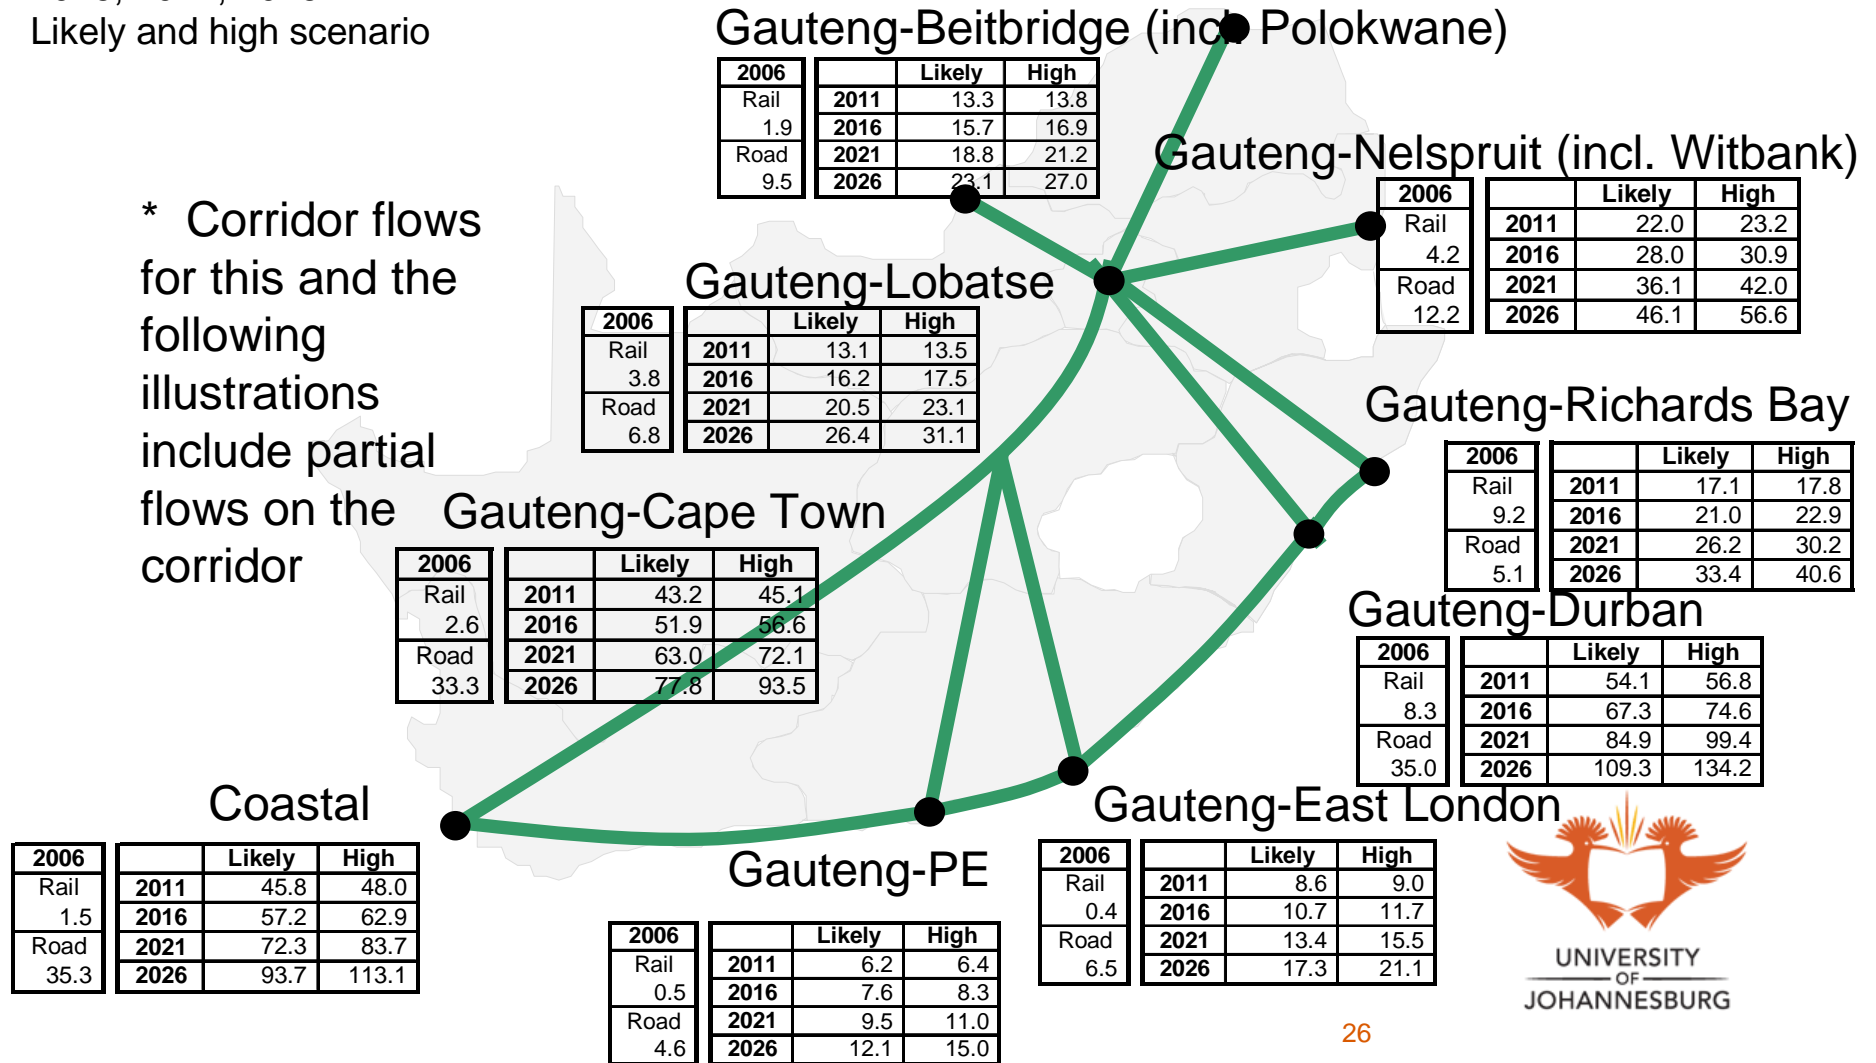 Likely and high scenario
Gauteng-Beitbridge (incl. Polokwane)
2006 Likely High
Rail 2011 13.3 13.8
1.9 2016 15.7 16.9
Road 2021 18.8 21.2
9.5 2026 23.1 27.0
Gauteng-Nelspruit (incl. Witbank)
2006 Likely High
Rail 2011 22.0 23.2
4.2 2016 28.0 30.9
Road 2021 36.1 42.0
12.2 2026 46.1 56.6
* Corridor flows
for this and the
following
illustrations
include partial
flows on the
corridor
Gauteng-Lobatse
2006 Likely High
Rail 2011 13.1 13.5
3.8 2016 16.2 17.5
Road 2021 20.5 23.1
6.8 2026 26.4 31.1
Gauteng-Richards Bay
2006 Likely High
Rail 2011 17.1 17.8
9.2 2016 21.0 22.9
Road 2021 26.2 30.2
5.1 2026 33.4 40.6
Gauteng-Cape Town
2006 Likely High
Rail 2011 43.2 45.1
2.6 2016 51.9 56.6
Road 2021 63.0 72.1
33.3 2026 77.8 93.5
Gauteng-Durban
2006 Likely High
Rail 2011 54.1 56.8
8.3 2016 67.3 74.6
Road 2021 84.9 99.4
35.0 2026 109.3 134.2
Coastal
2006 Likely High
Rail 2011 45.8 48.0
1.5 2016 57.2 62.9
Road 2021 72.3 83.7
35.3 2026 93.7 113.1
Gauteng-PE
2006 Likely High
Rail 2011 6.2 6.4
0.5 2016 7.6 8.3
Road 2021 9.5 11.0
4.6 2026 12.1 15.0
Gauteng-East London
2006 Likely High
Rail 2011 8.6 9.0
0.4 2016 10.7 11.7
Road 2021 13.4 15.5
6.5 2026 17.3 21.1
UNIVERSITY
OF
JOHANNESBURG
26